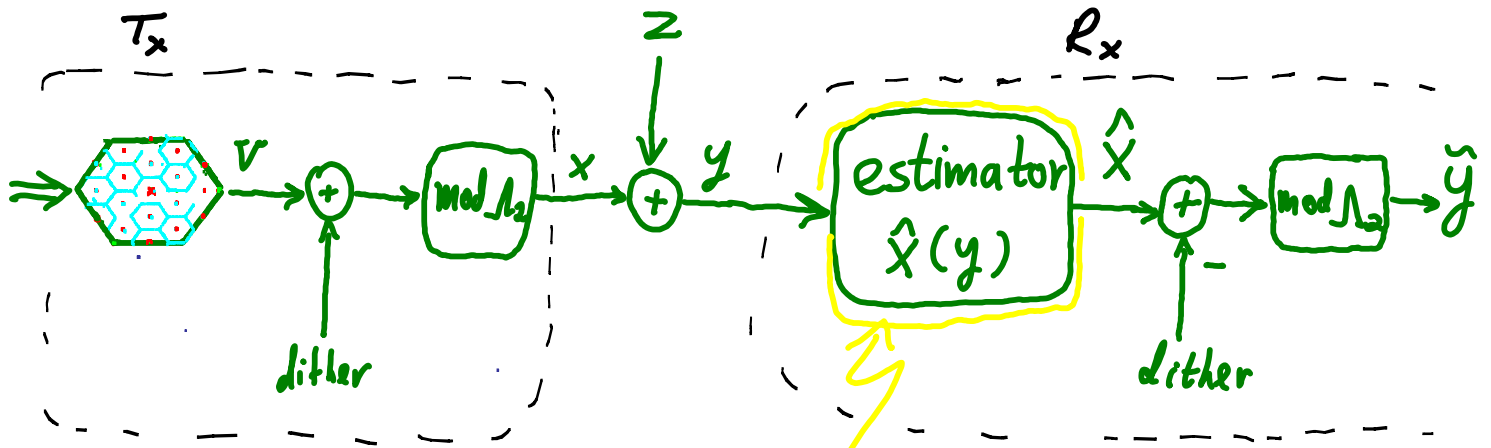 Tx
z
Rx
v
+
mod Λ2
x
+
y
estimator
x̂(y)
x̂
+
-
mod Λ2
ỹ
dither
dither